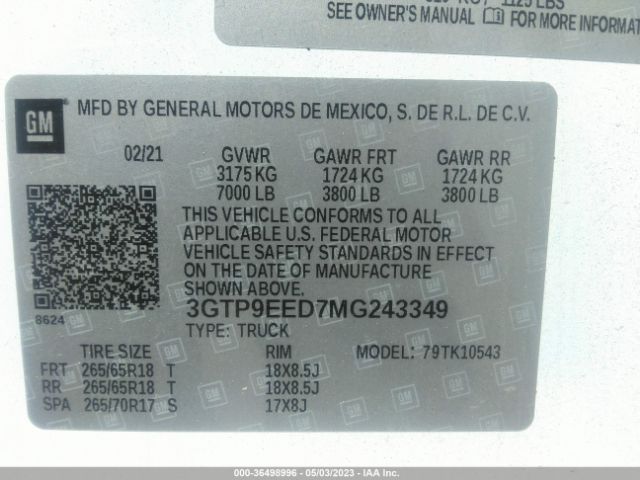 1125 LBS
SEE OWNER'S MANUAL FOR MORE INFORMAT
GM
MFD BY GENERAL MOTORS DE MEXICO, S. DE R.L. DE C.V.
02/21 GVWR GAWR FRT GAWR RR
3175 KG 1724 KG 1724 KG
7000 LB 3800 LB 3800 LB
THIS VEHICLE CONFORMS TO ALL
APPLICABLE U.S. FEDERAL MOTOR
VEHICLE SAFETY STANDARDS IN EFFECT
ON THE DATE OF MANUFACTURE
SHOWN ABOVE.
8624
3GTP9EED7MG243349
TYPE: TRUCK
TIRE SIZE RIM MODEL: 79TK10543
FRT 265/65R18 T 18X8.5J
RR 265/65R18 T 18X8.5J
SPA 265/70R17 S 17X8J
000-36498996 - 05/03/2023 - IAA Inc.